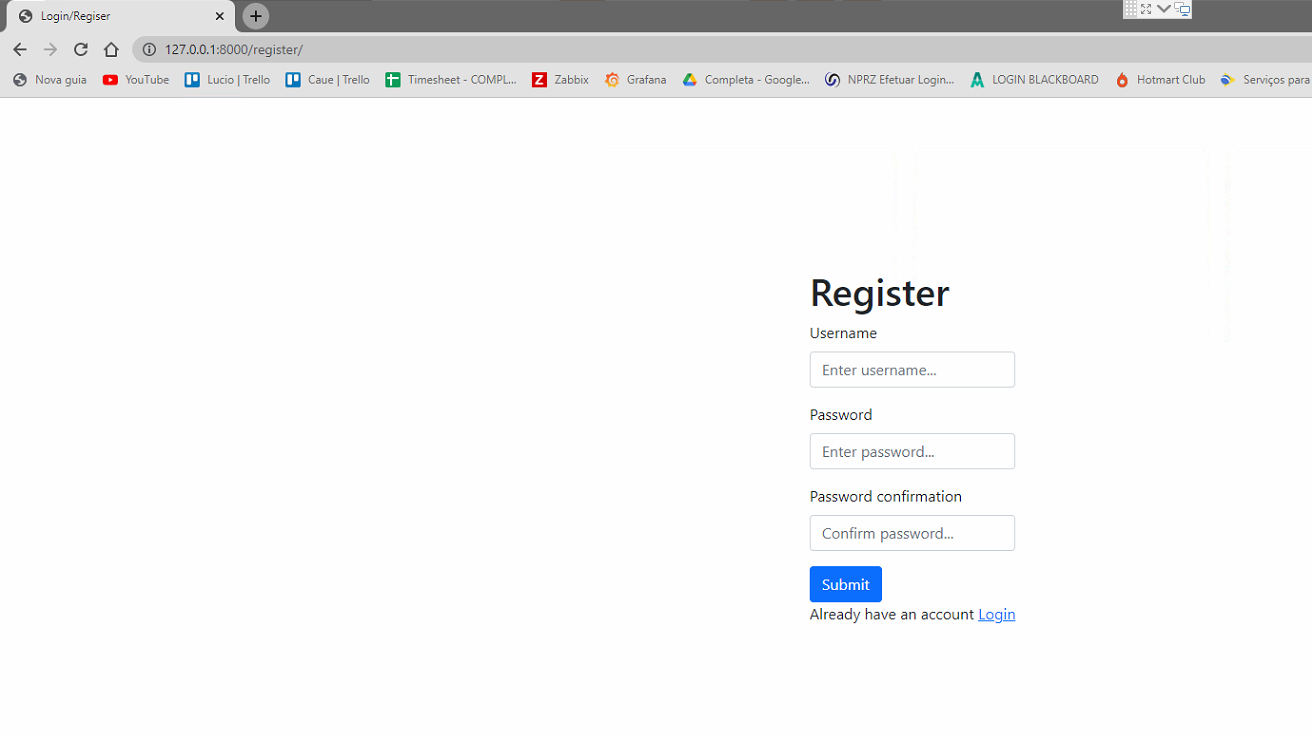 Login/Regiser
127.0.0.1:8000/register/
Nova guia YouTube Lucio | Trello Caue | Trello Timesheet - COMPL... Zabbix Grafana Completa - Google... NPRZ Efetuar Login... LOGIN BLACKBOARD Hotmart Club Serviços para
Register
Username
Enter username...
Password
Enter password...
Password confirmation
Confirm password...
Submit
Already have an account Login